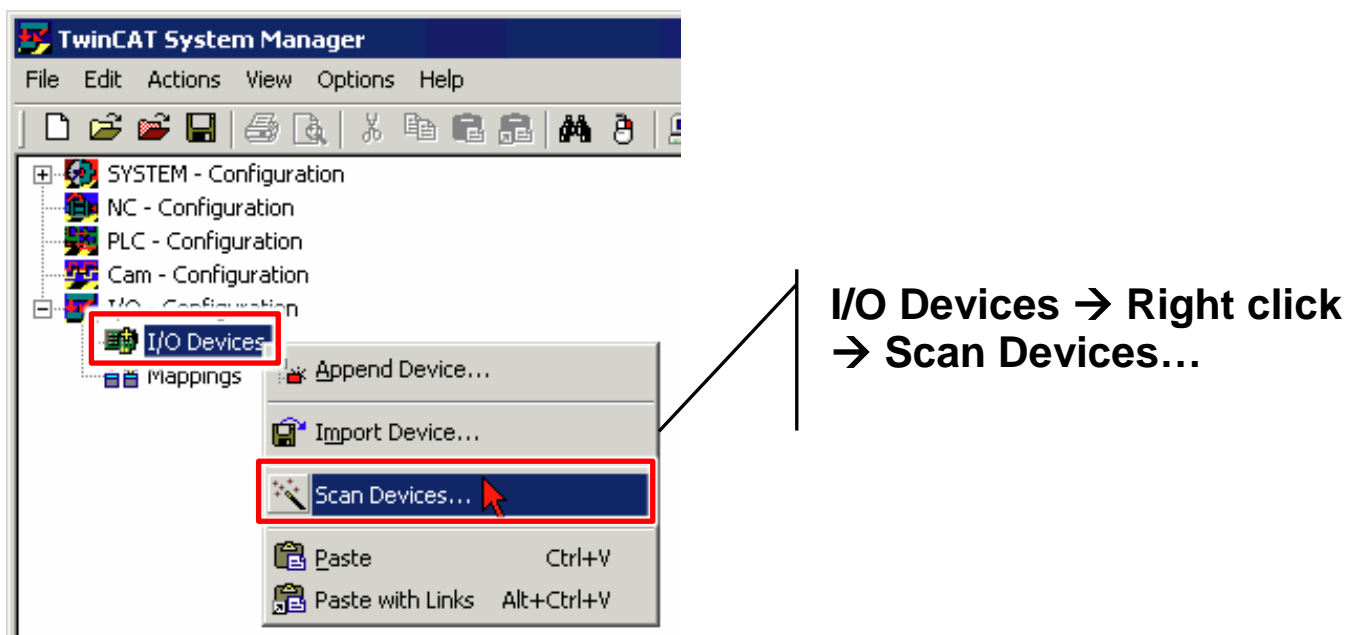 TwinCAT System Manager
File Edit Actions View Options Help
SYSTEM - Configuration
NC - Configuration
PLC - Configuration
Cam - Configuration
I/O - Configuration
I/O Devices
Mappings
Append Device...
Import Device...
Scan Devices...
Paste Ctrl+V
Paste with Links Alt+Ctrl+V
I/O Devices → Right click
→ Scan Devices…